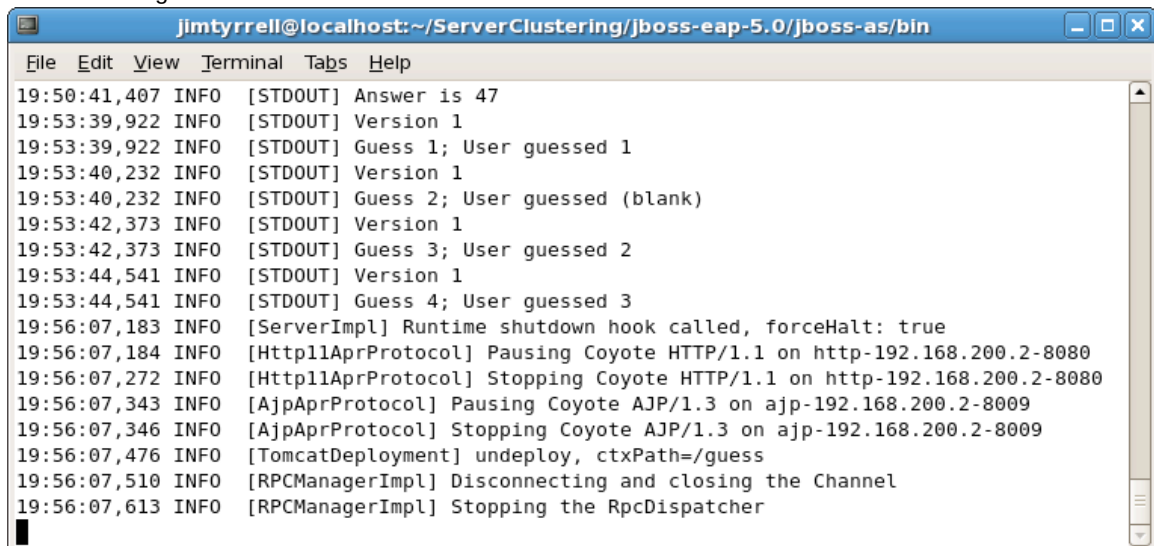 jimtyrrell@localhost:~/ServerClustering/jboss-eap-5.0/jboss-as/bin
File Edit View Terminal Tabs Help
19:50:41,407 INFO  [STDOUT] Answer is 47
19:53:39,922 INFO  [STDOUT] Version 1
19:53:39,922 INFO  [STDOUT] Guess 1; User guessed 1
19:53:40,232 INFO  [STDOUT] Version 1
19:53:40,232 INFO  [STDOUT] Guess 2; User guessed (blank)
19:53:42,373 INFO  [STDOUT] Version 1
19:53:42,373 INFO  [STDOUT] Guess 3; User guessed 2
19:53:44,541 INFO  [STDOUT] Version 1
19:53:44,541 INFO  [STDOUT] Guess 4; User guessed 3
19:56:07,183 INFO  [ServerImpl] Runtime shutdown hook called, forceHalt: true
19:56:07,184 INFO  [Http11AprProtocol] Pausing Coyote HTTP/1.1 on http-192.168.200.2-8080
19:56:07,272 INFO  [Http11AprProtocol] Stopping Coyote HTTP/1.1 on http-192.168.200.2-8080
19:56:07,343 INFO  [AjpAprProtocol] Pausing Coyote AJP/1.3 on ajp-192.168.200.2-8009
19:56:07,346 INFO  [AjpAprProtocol] Stopping Coyote AJP/1.3 on ajp-192.168.200.2-8009
19:56:07,476 INFO  [TomcatDeployment] undeploy, ctxPath=/guess
19:56:07,510 INFO  [RPCManagerImpl] Disconnecting and closing the Channel
19:56:07,613 INFO  [RPCManagerImpl] Stopping the RpcDispatcher